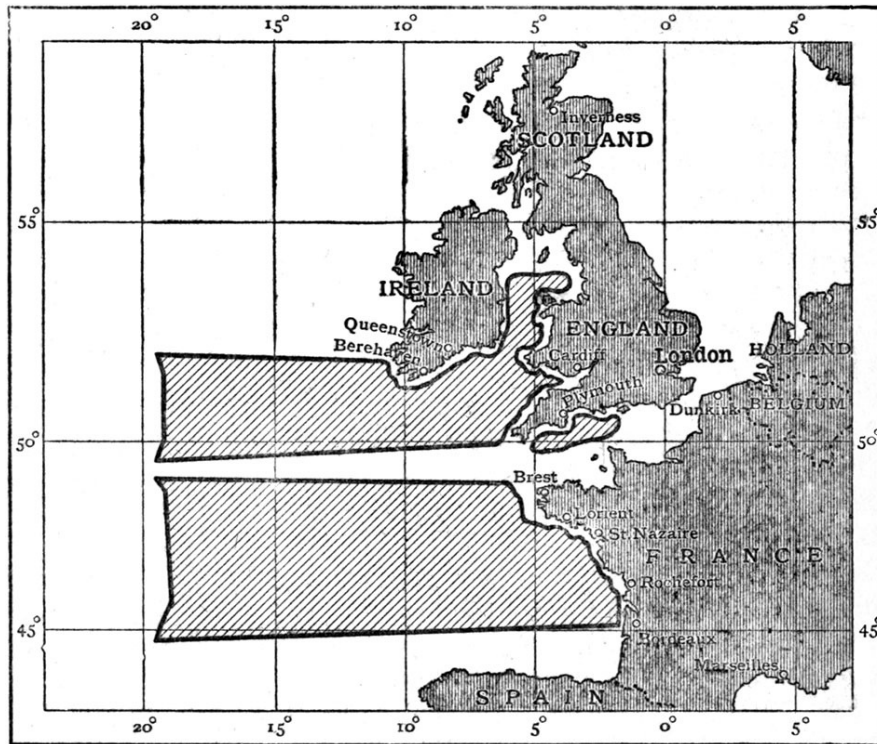 20° 15° 10° 5° 0° 5°
Inverness
SCOTLAND
55° 55°
IRELAND
ENGLAND
Queenstown
Berehaven
Cardiff
London
HOLLAND
Plymouth
Dunkirk
BELGIUM
50° 50°
Brest
Lorient
St. Nazaire
FRANCE
Rochefort
45° 45°
Bordeaux
Marseilles
SPAIN
20° 15° 10° 5° 0° 5°